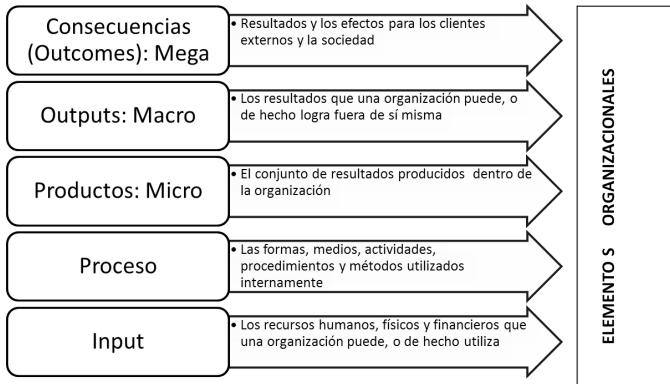 Consecuencias
(Outcomes): Mega
• Resultados y los efectos para los clientes
externos y la sociedad
Outputs: Macro
• Los resultados que una organización puede, o
de hecho logra fuera de sí misma
Productos: Micro
• El conjunto de resultados producidos dentro de
la organización
Proceso
• Las formas, medios, actividades,
procedimientos y métodos utilizados
internamente
Input
• Los recursos humanos, físicos y financieros que
una organización puede, o de hecho utiliza
ELEMENTO S ORGANIZACIONALES